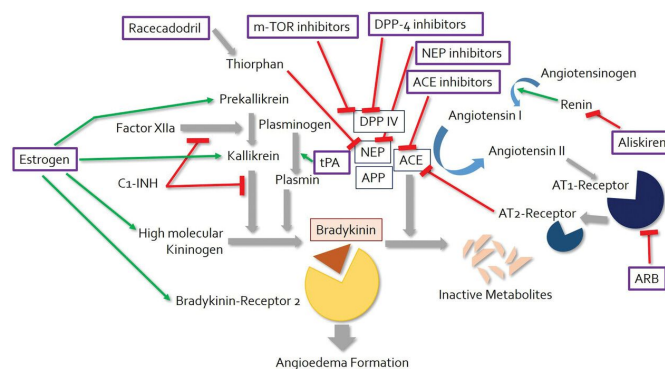 Racecadodril
m-TOR inhibitors
DPP-4 inhibitors
NEP inhibitors
ACE inhibitors
Thiorphan
Angiotensinogen
Renin
Aliskiren
Prekallikrein
Factor XIIa
Plasminogen
DPP IV
Angiotensin I
Estrogen
Kallikrein
tPA
NEP
ACE
Angiotensin II
C1-INH
Plasmin
APP
AT1-Receptor
High molecular
Kininogen
Bradykinin
AT2-Receptor
Bradykinin-Receptor 2
Inactive Metabolites
ARB
Angioedema Formation